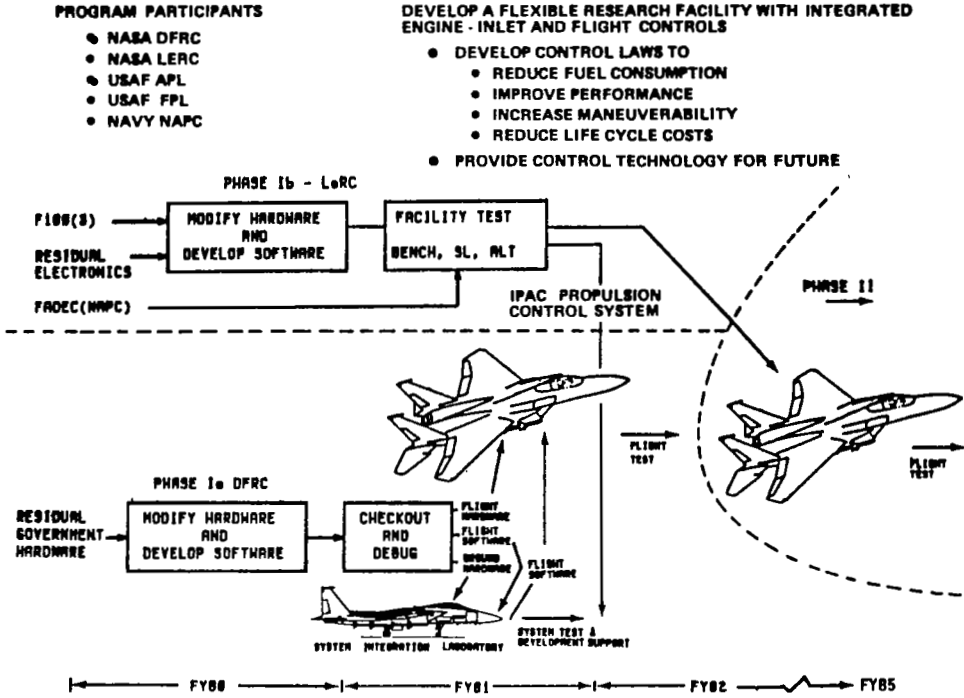 PROGRAM PARTICIPANTS
• NASA DFRC
• NASA LERC
• USAF APL
• USAF FPL
• NAVY NAPC
DEVELOP A FLEXIBLE RESEARCH FACILITY WITH INTEGRATED
ENGINE - INLET AND FLIGHT CONTROLS
• DEVELOP CONTROL LAWS TO
• REDUCE FUEL CONSUMPTION
• IMPROVE PERFORMANCE
• INCREASE MANEUVERABILITY
• REDUCE LIFE CYCLE COSTS
• PROVIDE CONTROL TECHNOLOGY FOR FUTURE
PHASE Ib - LeRC
F100(3)
RESIDUAL
ELECTRONICS
FADEC(NAPC)
MODIFY HARDWARE
AND
DEVELOP SOFTWARE
FACILITY TEST
BENCH, SL, ALT
IPAC PROPULSION
CONTROL SYSTEM
PHASE II
FLIGHT
TEST
FLIGHT
TEST
PHASE Ia DFRC
RESIDUAL
GOVERNMENT
HARDWARE
MODIFY HARDWARE
AND
DEVELOP SOFTWARE
CHECKOUT
AND
DEBUG
FLIGHT
HARDWARE
FLIGHT
SOFTWARE
GROUND
HARDWARE
FLIGHT
SOFTWARE
SYSTEM INTEGRATION LABORATORY
SYSTEM TEST &
DEVELOPMENT SUPPORT
FY80
FY81
FY82
FY85